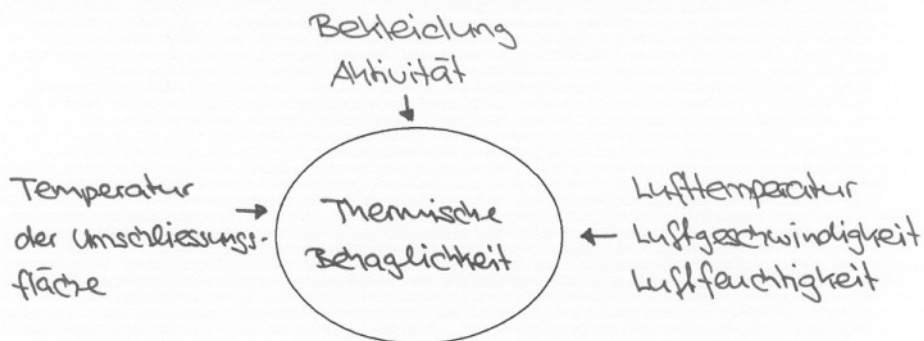 Bekleidung
Aktivität
Temperatur
der Umschliessungs-
fläche
Thermische
Behaglichkeit
Lufttemperatur
Luftgeschwindigkeit
Luftfeuchtigkeit